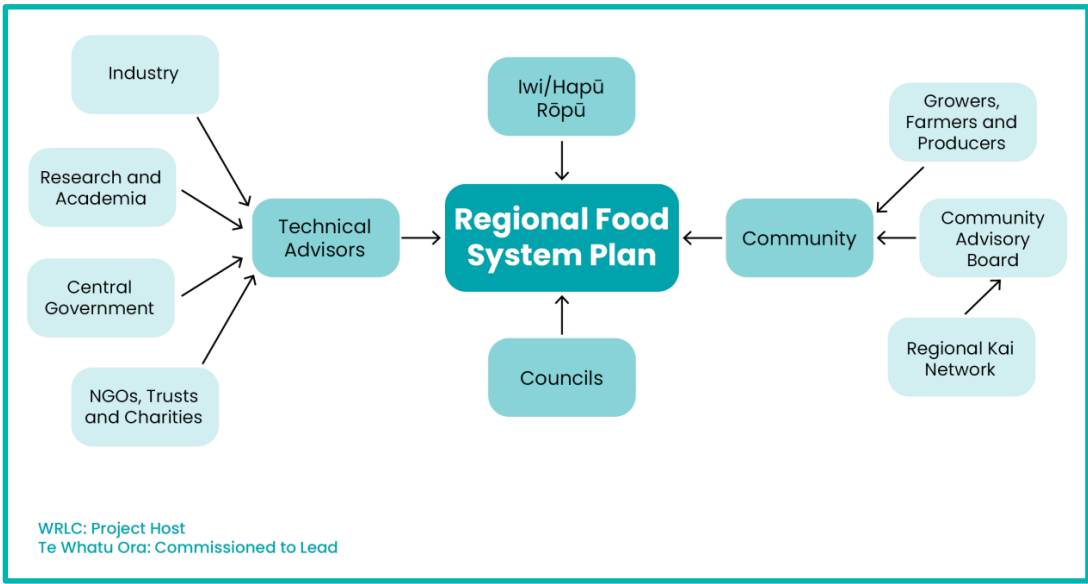 Industry
Research and
Academia
Central
Government
NGOs, Trusts
and Charities
Technical
Advisors
Iwi/Hapū
Rōpū
Regional Food
System Plan
Councils
Community
Growers,
Farmers and
Producers
Community
Advisory
Board
Regional Kai
Network
WRLC: Project Host
Te Whatu Ora: Commissioned to Lead